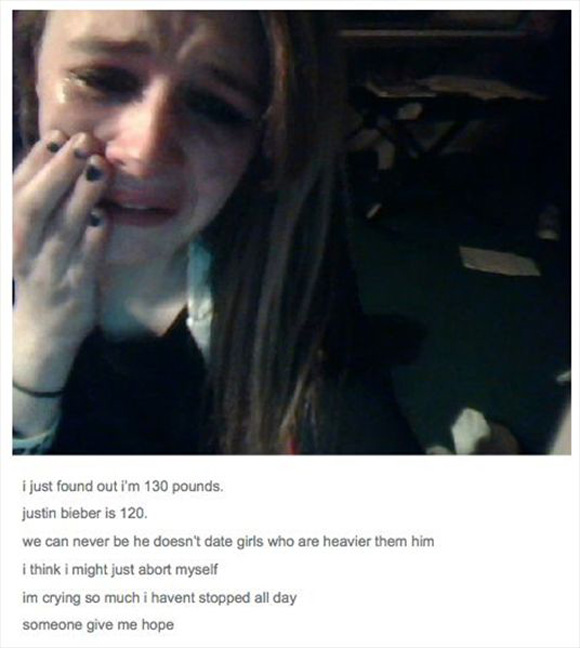 i just found out i'm 130 pounds.
justin bieber is 120.
we can never be he doesn't date girls who are heavier them him
i think i might just abort myself
im crying so much i havent stopped all day
someone give me hope